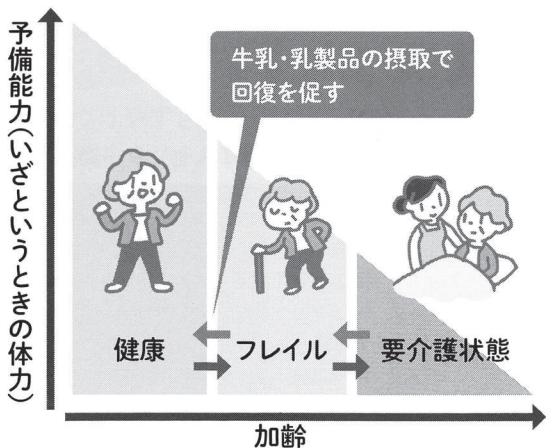 予備能力(いざというときの体力)
牛乳・乳製品の摂取で
回復を促す
健康
フレイル
要介護状態
加齢